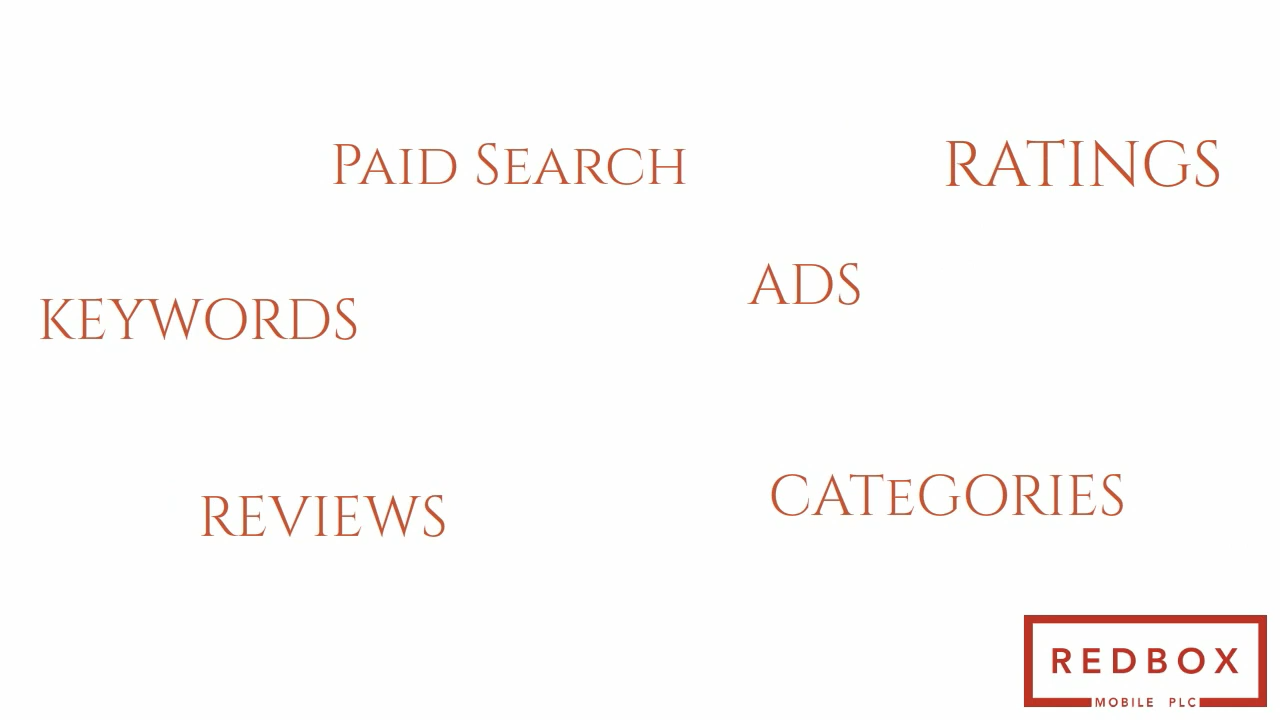 Paid Search
RATINGS
ADS
KEYWORDS
CATeGORIES
REVIEWS
REDBOX
MOBILE PLC